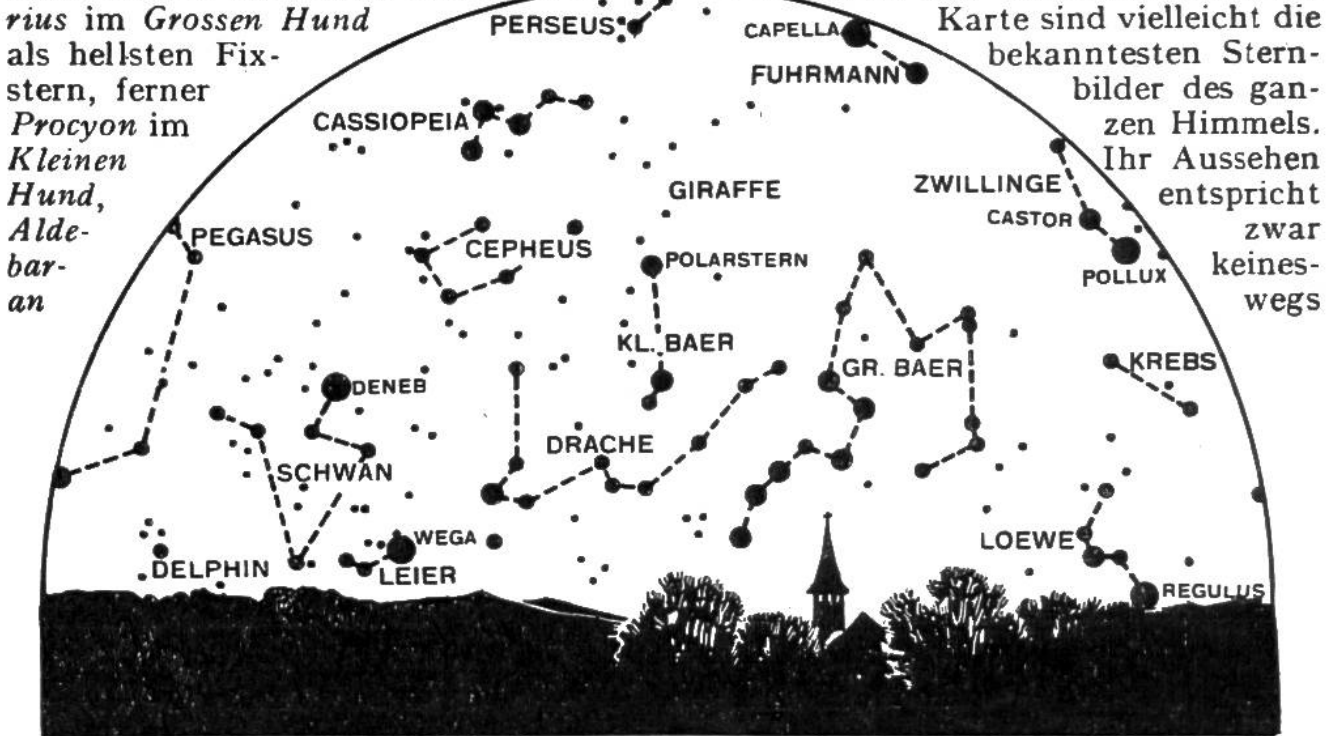 rius im Grossen Hund
als hellsten Fix-
stern, ferner
Procyon im
Kleinen
Hund,
Alde-
bar-
an
Karte sind vielleicht die
bekanntesten Stern-
bilder des gan-
zen Himmels.
Ihr Aussehen
entspricht
zwar
keines-
wegs
PERSEUS
CAPELLA
FUHRMANN
CASSIOPEIA
GIRAFFE
ZWILLINGE
CASTOR
POLLUX
PEGASUS
CEPHEUS
POLARSTERN
KL. BAER
GR. BAER
KREBS
DENEB
SCHWAN
DRACHE
WEGA
LEIER
DELPHIN
LOEWE
REGULUS